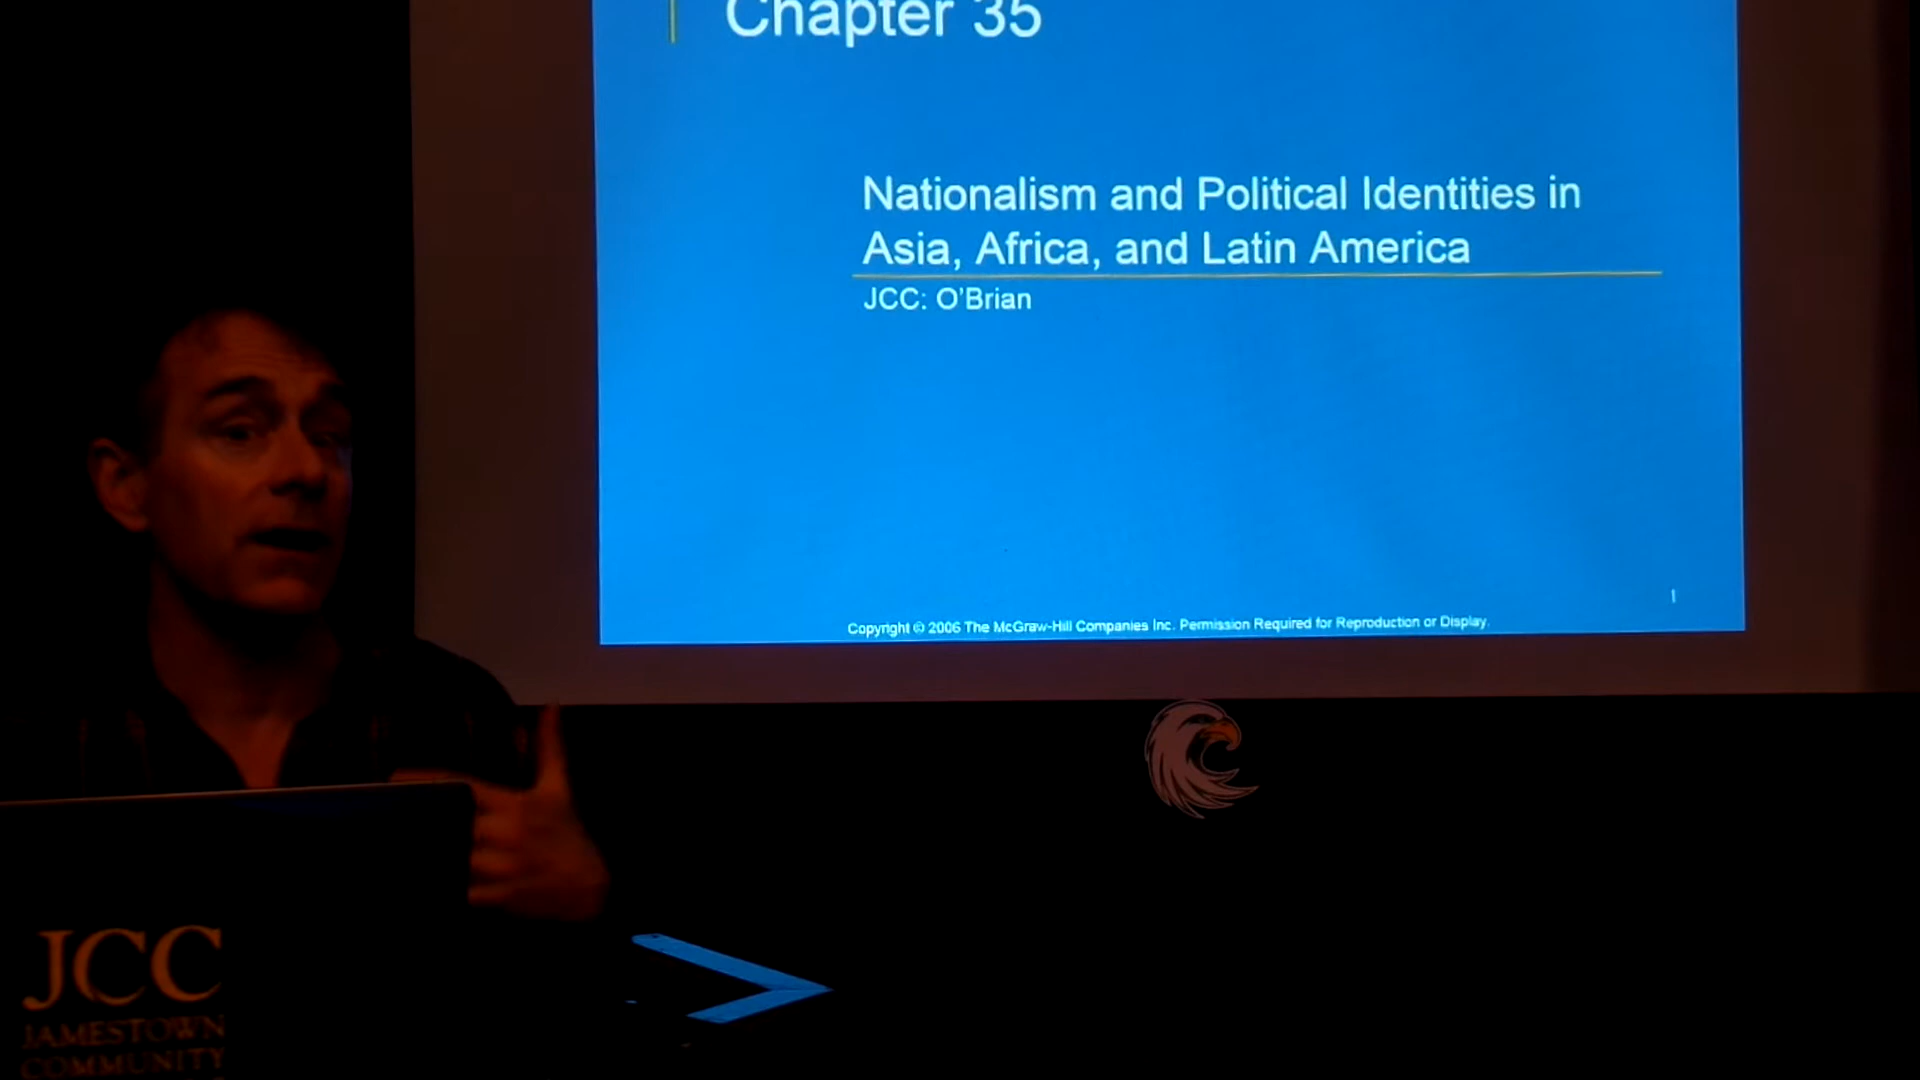 Chapter 35
Nationalism and Political Identities in
Asia, Africa, and Latin America
JCC: O'Brian
1
Copyright © 2006 The McGraw-Hill Companies Inc. Permission Required for Reproduction or Display.
JCC
JAMESTOWN
COMMUNITY